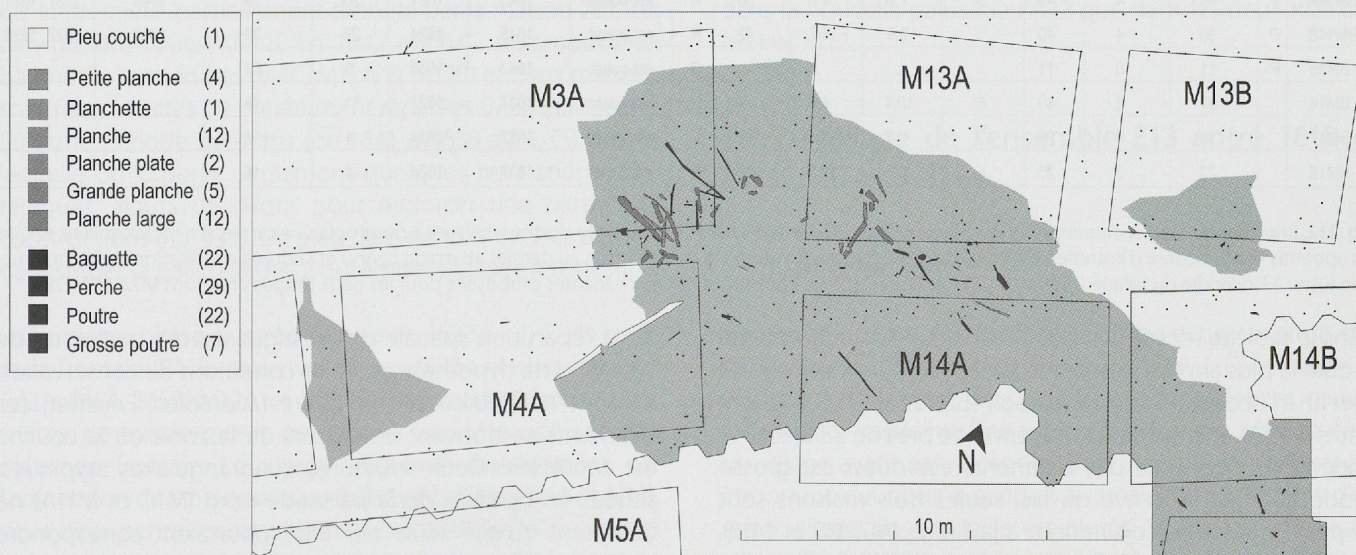 Pieu couché (1)
Petite planche (4)
Planchette (1)
Planche (12)
Planche plate (2)
Grande planche (5)
Planche large (12)
Baguette (22)
Perche (29)
Poutre (22)
Grosse poutre (7)
M3A
M13A
M13B
M4A
M14A
M14B
N
M5A
10 m